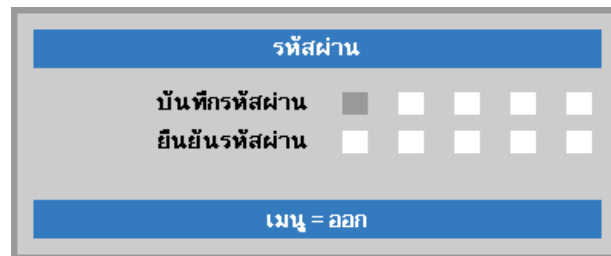 รหัสผ่าน
บันทึกรหัสผ่าน
ยืนยันรหัสผ่าน
เมนู = ออก